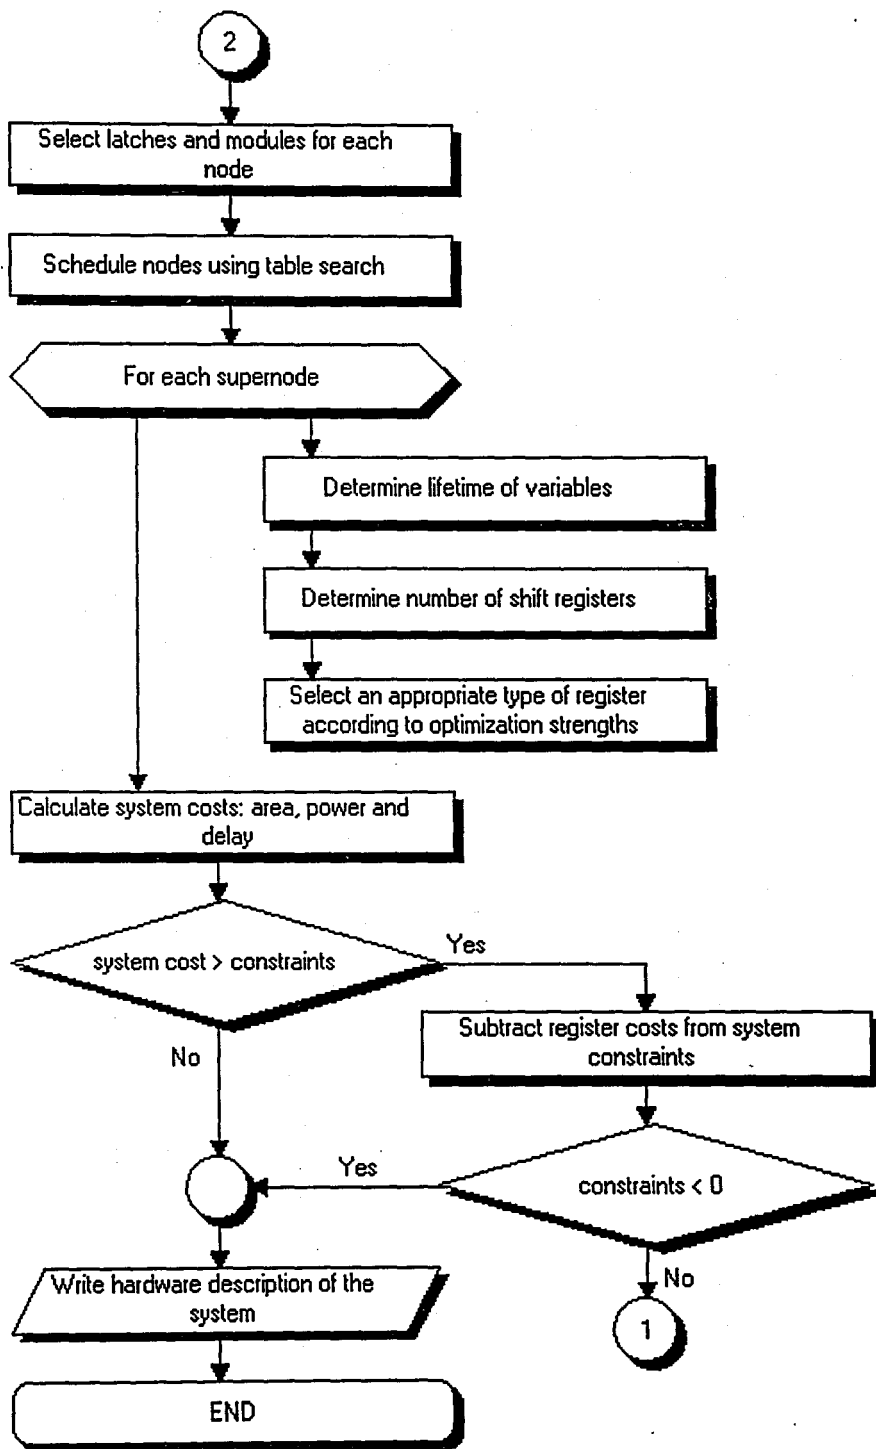 2
Select latches and modules for each
node
Schedule nodes using table search
For each supernode
Determine lifetime of variables
Determine number of shift registers
Select an appropriate type of register
according to optimization strengths
Calculate system costs: area, power and
delay
system cost > constraints
Yes
Subtract register costs from system
constraints
No
Yes
constraints < 0
No
Write hardware description of the
system
1
END